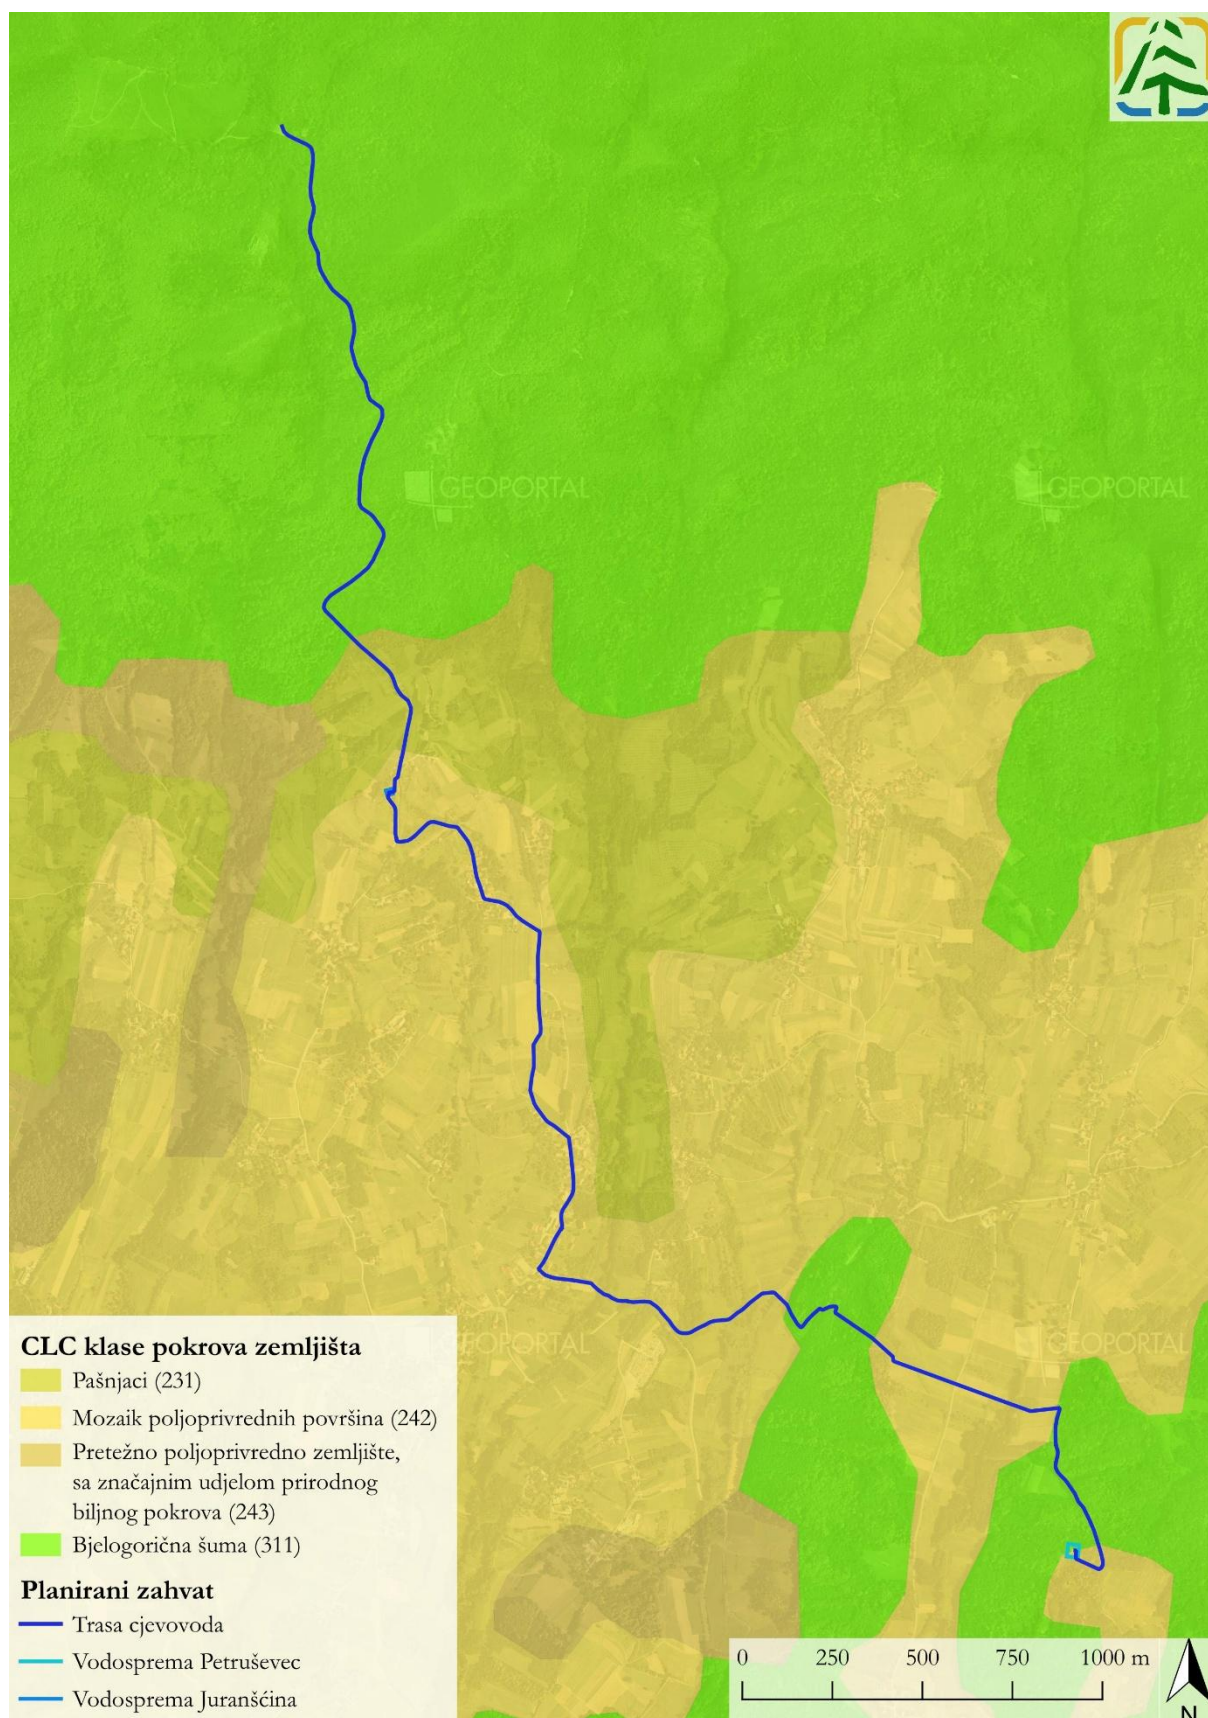 GEOPORTAL
GEOPORTAL
GEOPORTAL
GEOPORTAL
CLC klase pokrova zemljišta
Pašnjaci (231)
Mozaik poljoprivrednih površina (242)
Pretežno poljoprivredno zemljište,
sa značajnim udjelom prirodnog
biljnog pokrova (243)
Bjelogorična šuma (311)
Planirani zahvat
Trasa cjevovoda
Vodosprema Petruševec
Vodosprema Juranšćina
0 250 500 750 1000 m
N